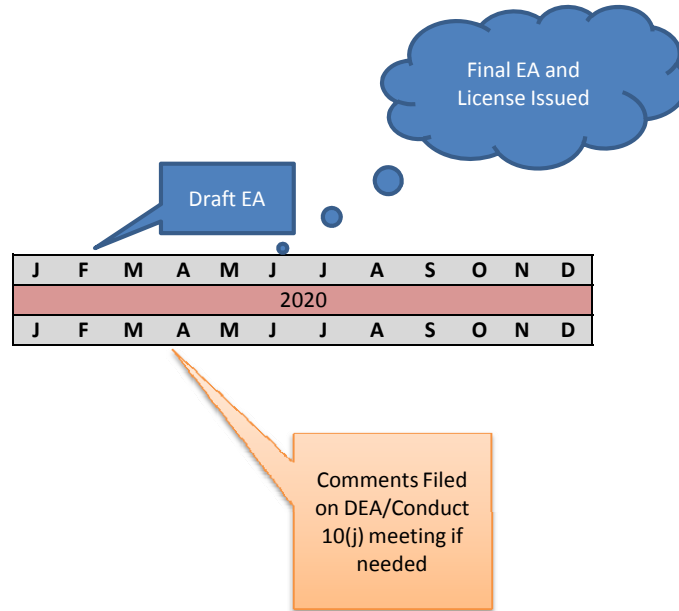 Final EA and
License Issued
Draft EA
J F M A M J J A S O N D
2020
J F M A M J J A S O N D
Comments Filed
on DEA/Conduct
10(j) meeting if
needed